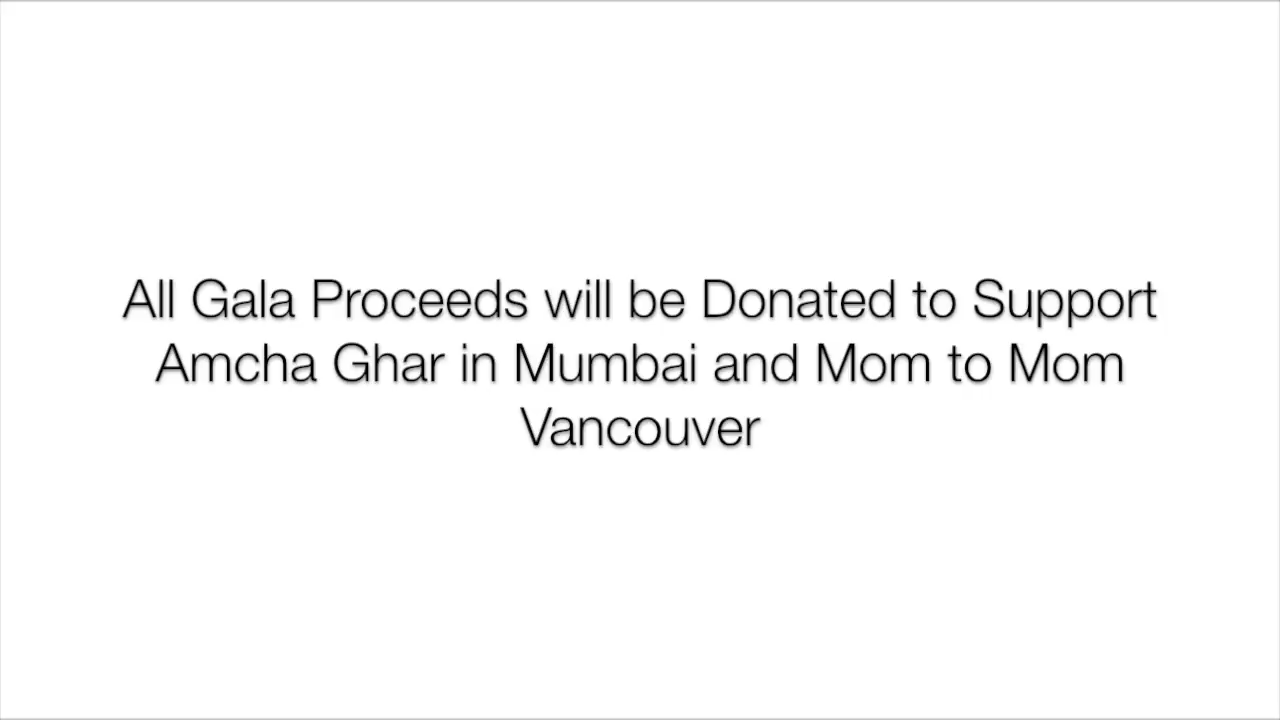 All Gala Proceeds will be Donated to Support
Amcha Ghar in Mumbai and Mom to Mom
Vancouver